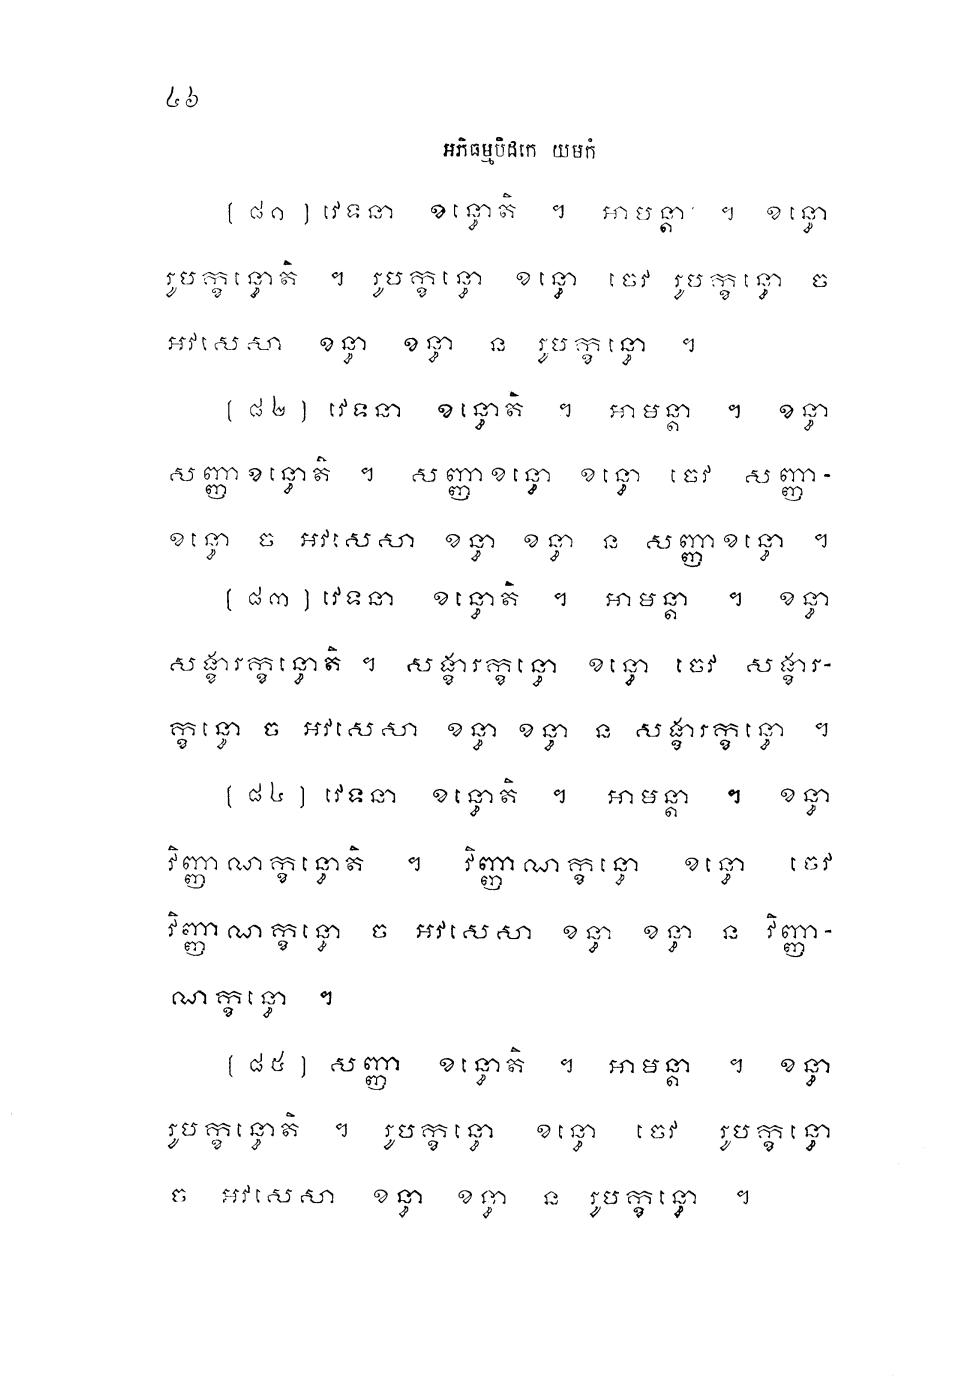 ៤៦
អភិធម្មបិដកេ យមកំ
(៨១) វេទនា ខន្ធោតិ ។ អាមន្តា ។ ខន្ធោ
រូបក្ខន្ធោតិ ។ រូបក្ខន្ធោ ខន្ធោ ចេវ រូបក្ខន្ធោ ច
អវសេសា ខន្ធា ខន្ធា ន រូបក្ខន្ធោ ។
(៨២) វេទនា ខន្ធោតិ ។ អាមន្តា ។ ខន្ធា
សញ្ញាខន្ធោតិ ។ សញ្ញាខន្ធោ ខន្ធោ ចេវ សញ្ញា-
ខន្ធោ ច អវសេសា ខន្ធា ខន្ធា ន សញ្ញាខន្ធោ ។
(៨៣) វេទនា ខន្ធោតិ ។ អាមន្តា ។ ខន្ធា
សង្ខារក្ខន្ធោតិ ។ សង្ខារក្ខន្ធោ ខន្ធោ ចេវ សង្ខារ-
ក្ខន្ធោ ច អវសេសា ខន្ធា ខន្ធា ន សង្ខារក្ខន្ធោ ។
(៨៤) វេទនា ខន្ធោតិ ។ អាមន្តា ។ ខន្ធា
វិញ្ញាណក្ខន្ធោតិ ។ វិញ្ញាណក្ខន្ធោ ខន្ធោ ចេវ
វិញ្ញាណក្ខន្ធោ ច អវសេសា ខន្ធា ខន្ធា ន វិញ្ញា-
ណក្ខន្ធោ ។
(៨៥) សញ្ញា ខន្ធោតិ ។ អាមន្តា ។ ខន្ធា
រូបក្ខន្ធោតិ ។ រូបក្ខន្ធោ ខន្ធោ ចេវ រូបក្ខន្ធោ
ច អវសេសា ខន្ធា ខន្ធា ន រូបក្ខន្ធោ ។